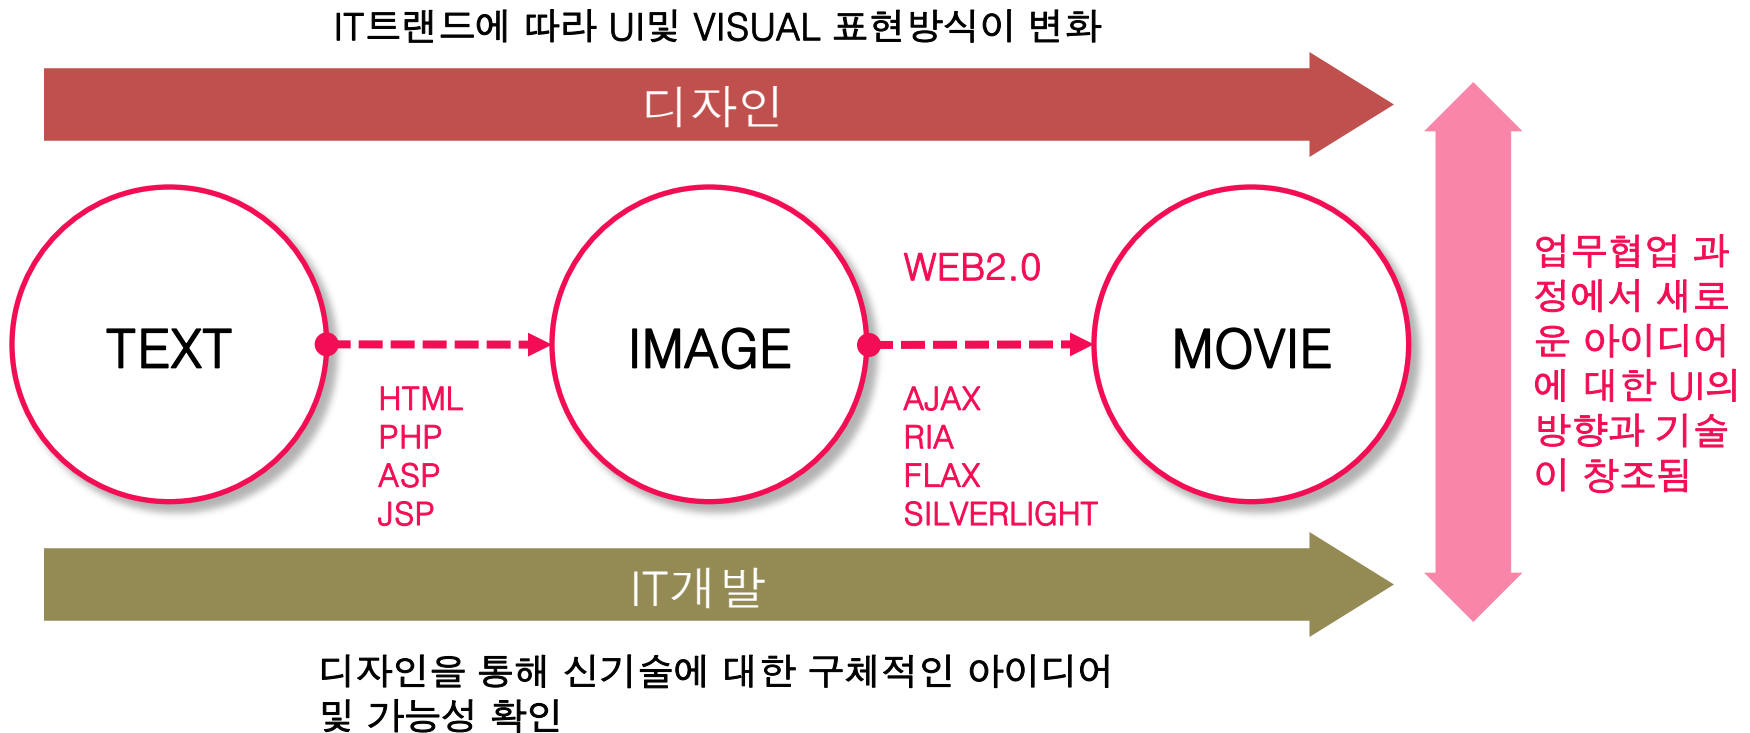 IT트랜드에 따라 UI및 VISUAL 표현방식이 변화
디자인
TEXT
HTML
PHP
ASP
JSP
IMAGE
WEB2.0
AJAX
RIA
FLAX
SILVERLIGHT
MOVIE
업무협업 과
정에서 새로
운 아이디어
에 대한 UI의
방향과 기술
이 창조됨
IT개발
디자인을 통해 신기술에 대한 구체적인 아이디어
및 가능성 확인